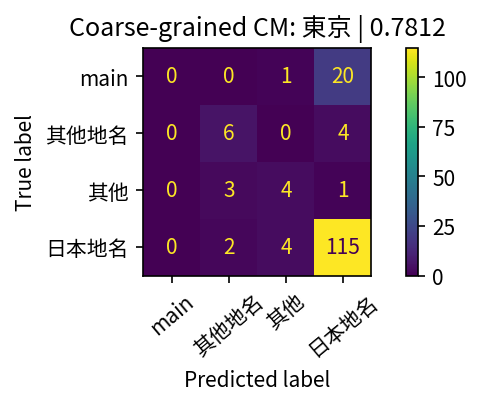 Coarse-grained CM: 東京 | 0.7812
True label
main
其他地名
其他
日本地名
0 0 1 20
0 6 0 4
0 3 4 1
0 2 4 115
main 其他地名 其他 日本地名
Predicted label
100
75
50
25
0